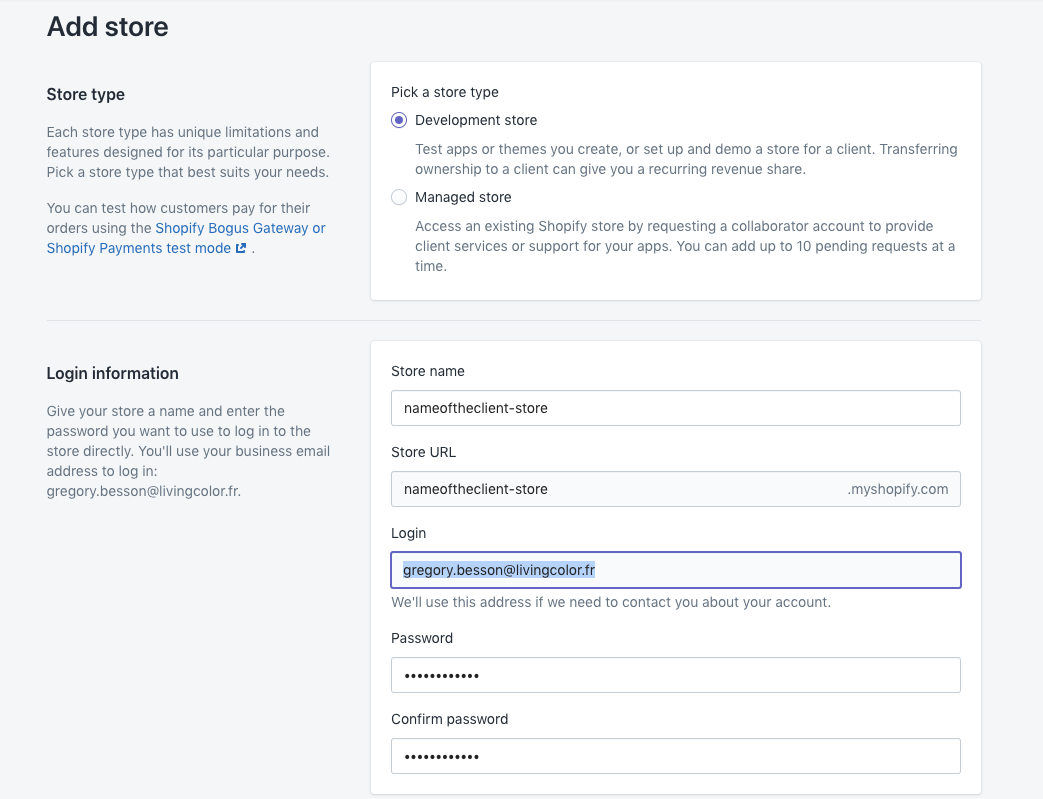 Add store
Store type
Each store type has unique limitations and
features designed for its particular purpose.
Pick a store type that best suits your needs.
You can test how customers pay for their
orders using the Shopify Bogus Gateway or
Shopify Payments test mode .
Pick a store type
Development store
Test apps or themes you create, or set up and demo a store for a client. Transferring
ownership to a client can give you a recurring revenue share.
Managed store
Access an existing Shopify store by requesting a collaborator account to provide
client services or support for your apps. You can add up to 10 pending requests at a
time.
Login information
Give your store a name and enter the
password you want to use to log in to the
store directly. You'll use your business email
address to log in:
gregory.besson@livingcolor.fr.
Store name
nameoftheclient-store
Store URL
nameoftheclient-store .myshopify.com
Login
gregory.besson@livingcolor.fr
We'll use this address if we need to contact you about your account.
Password
••••••••••••
Confirm password
••••••••••••